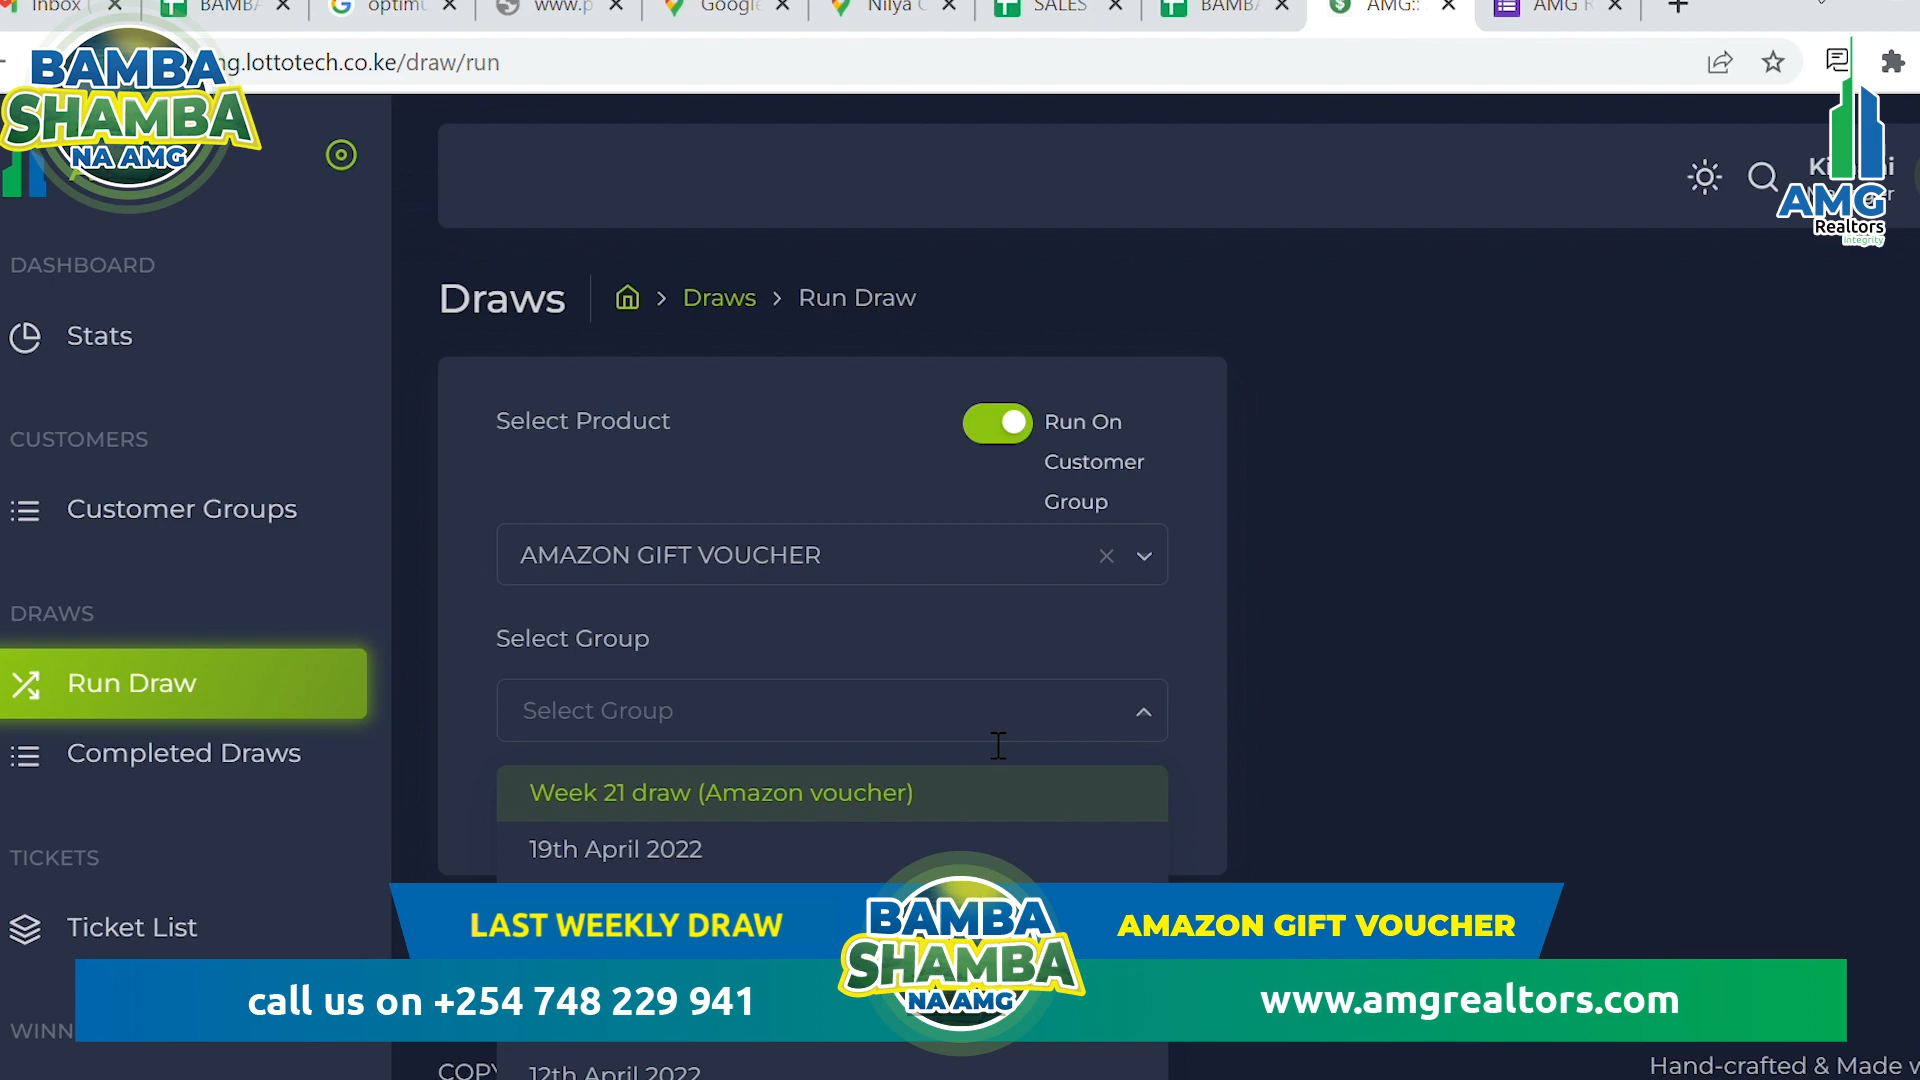 Inbox (
BAMBA
optimu
www.p
Google
Nilya C
SALES
BAMBA
AMG::
AMG R
ng.lottotech.co.ke/draw/run
BAMBA
SHAMBA
NA AMG
AMG
Realtors
Integrity
DASHBOARD
Stats
CUSTOMERS
Customer Groups
DRAWS
Run Draw
Completed Draws
TICKETS
Ticket List
WINN
Draws
Draws > Run Draw
Select Product
Run On
Customer
Group
AMAZON GIFT VOUCHER
Select Group
Select Group
Week 21 draw (Amazon voucher)
19th April 2022
LAST WEEKLY DRAW
BAMBA
SHAMBA
NA AMG
AMAZON GIFT VOUCHER
call us on +254 748 229 941
www.amgrealtors.com
COPY
12th April 2022
Hand-crafted & Made w